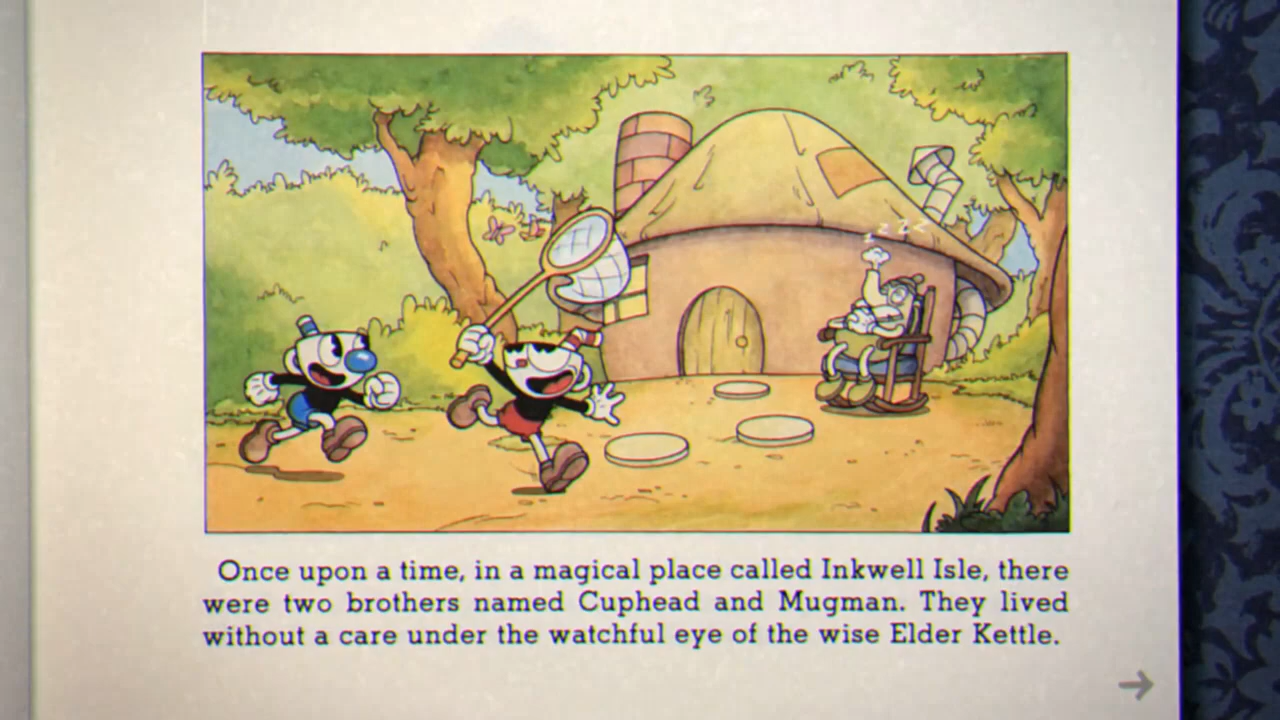 z z z z
Once upon a time, in a magical place called Inkwell Isle, there
were two brothers named Cuphead and Mugman. They lived
without a care under the watchful eye of the wise Elder Kettle.